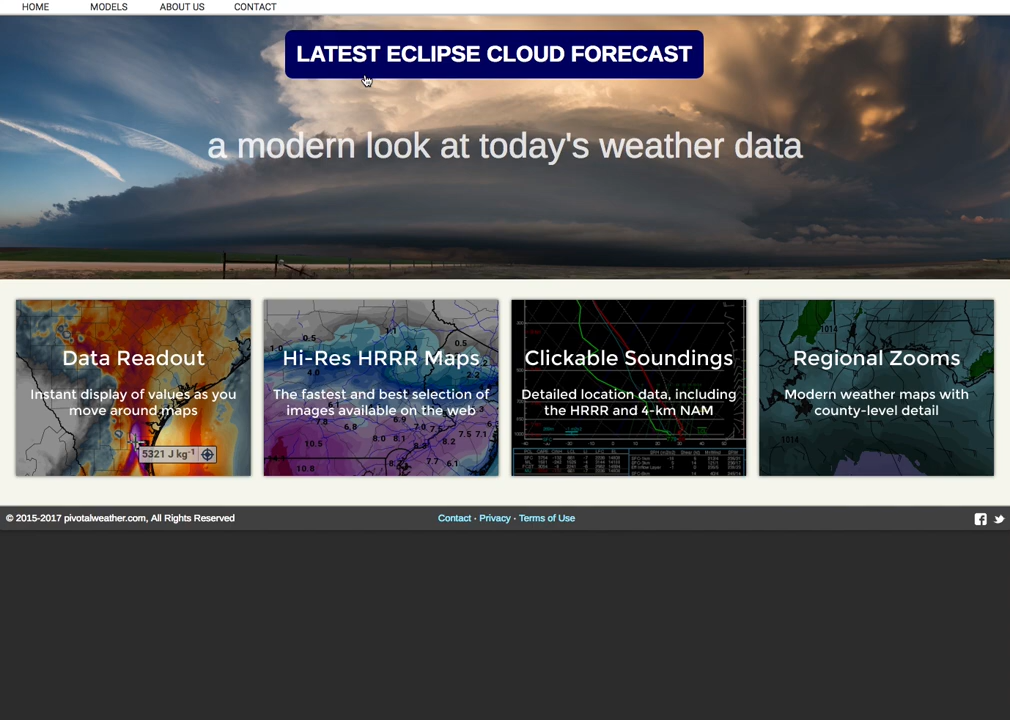 HOME MODELS ABOUT US CONTACT
LATEST ECLIPSE CLOUD FORECAST
a modern look at today's weather data
Data Readout
Instant display of values as you
move around maps
5321 J kg-1
Hi-Res HRRR Maps
The fastest and best selection of
images available on the web
Clickable Soundings
Detailed location data, including
the HRRR and 4-km NAM
Regional Zooms
Modern weather maps with
county-level detail
1014
1014
© 2015-2017 pivotalweather.com, All Rights Reserved
Contact · Privacy · Terms of Use